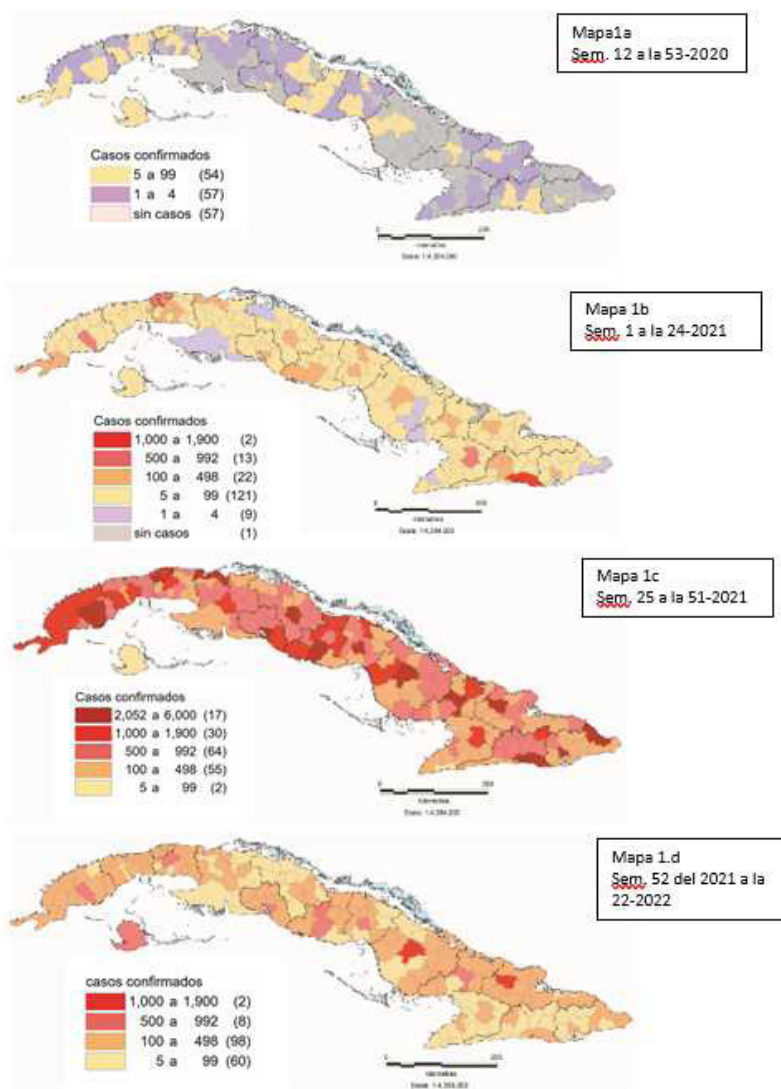 Mapa1a
Sem. 12 a la 53-2020
Casos confirmados
5 a 99 (54)
1 a 4 (57)
sin casos (57)
Mapa 1b
Sem. 1 a la 24-2021
Casos confirmados
1,000 a 1,900 (2)
500 a 992 (13)
100 a 498 (22)
5 a 99 (121)
1 a 4 (9)
sin casos (1)
Mapa 1c
Sem. 25 a la 51-2021
Casos confirmados
2,052 a 6,000 (17)
1,000 a 1,900 (30)
500 a 992 (64)
100 a 498 (55)
5 a 99 (2)
Mapa 1.d
Sem. 52 del 2021 a la
22-2022
casos confirmados
1,000 a 1,900 (2)
500 a 992 (8)
100 a 498 (98)
5 a 99 (60)